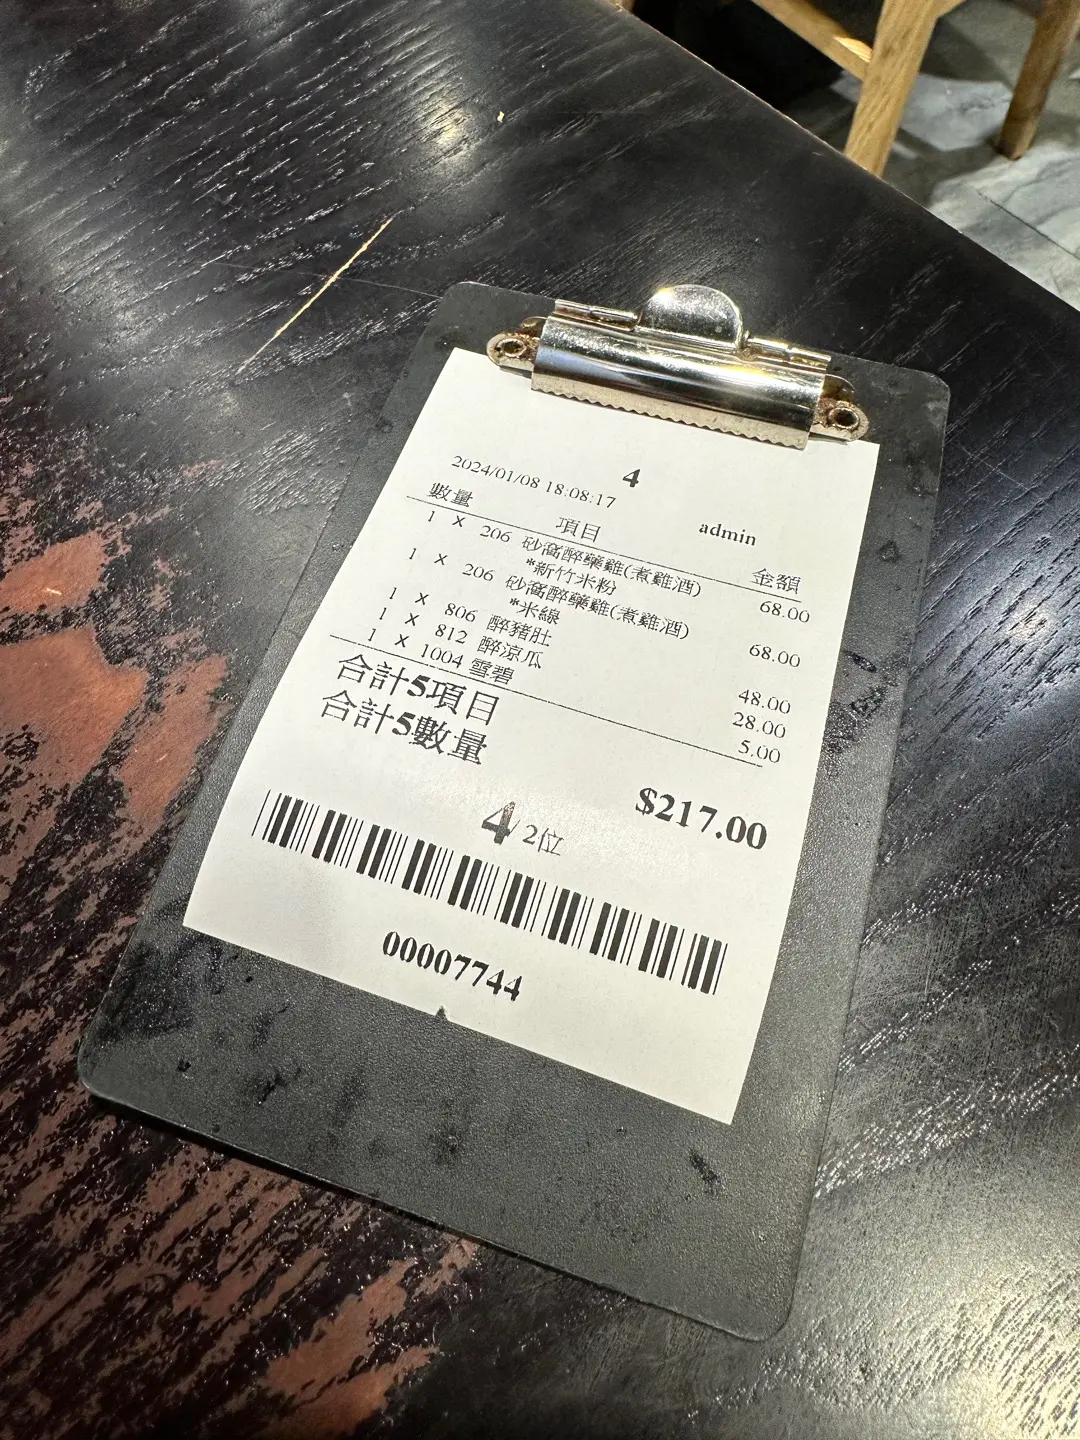 4
2024/01/08 18:08:17 admin
數量 項目 金額
1 x 206 砂窩醉藥雞(煮雞酒) 68.00
*新竹米粉
1 x 206 砂窩醉藥雞(煮雞酒) 68.00
*米線
1 x 806 醉豬肚 48.00
1 x 812 醉涼瓜 28.00
1 x 1004 雪碧 5.00
合計5項目
合計5數量
$217.00
4/2位
00007744